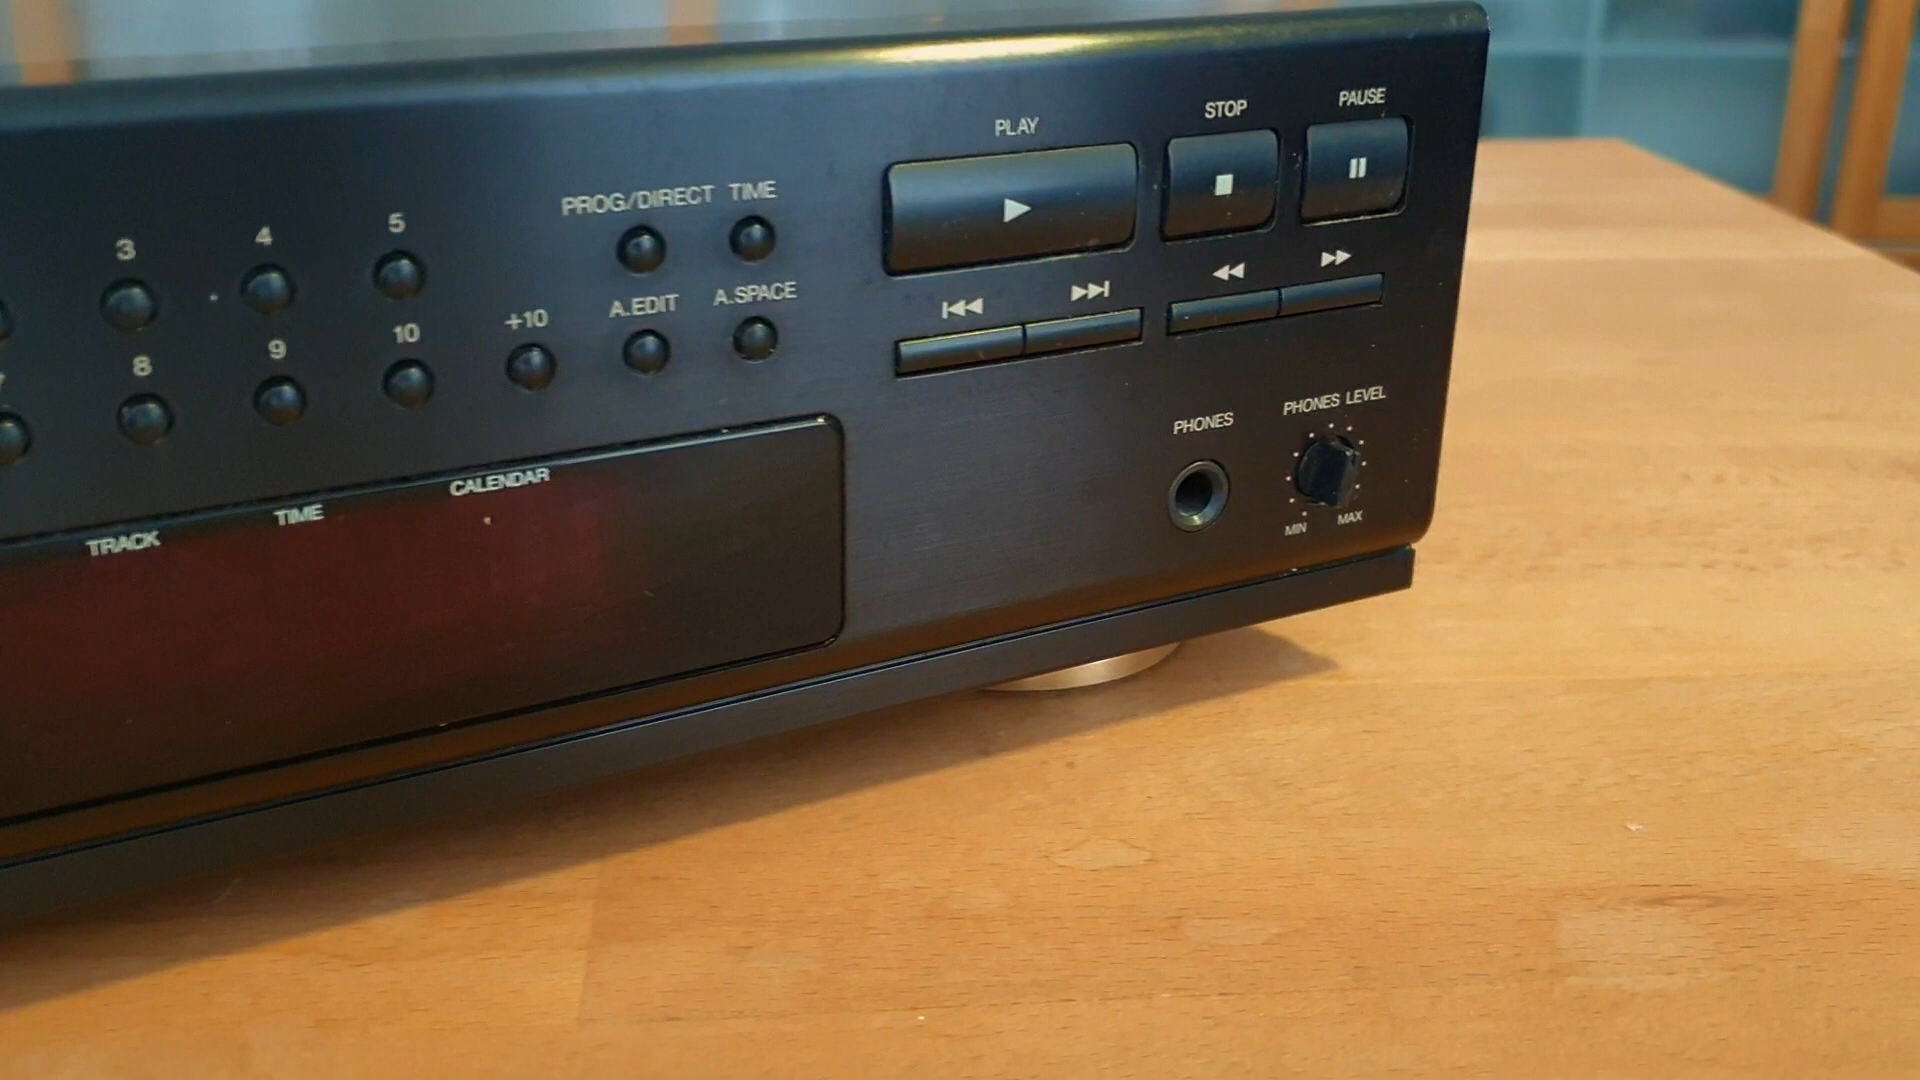 PLAY STOP PAUSE
PROG/DIRECT TIME
3 4 5
A.EDIT A.SPACE
8 9 10 +10
PHONES PHONES LEVEL
MIN MAX
TRACK TIME CALENDAR